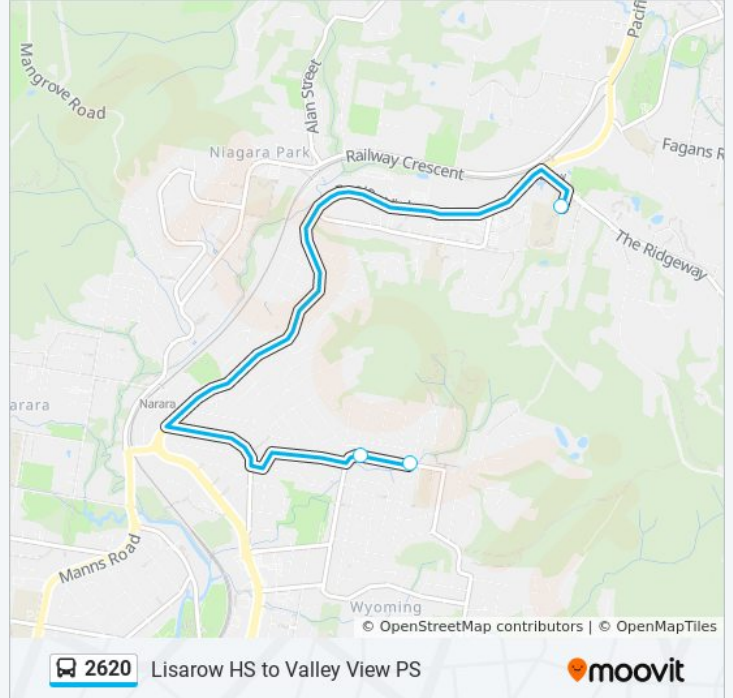 Pacifi
Mangrove Road
Alan Street
Niagara Park
Railway Crescent
Fagans R
The Ridgeway
Narara
arara
Manns Road
Wyoming
© OpenStreetMap contributors | © OpenMapTiles
2620 Lisarow HS to Valley View PS
moovit